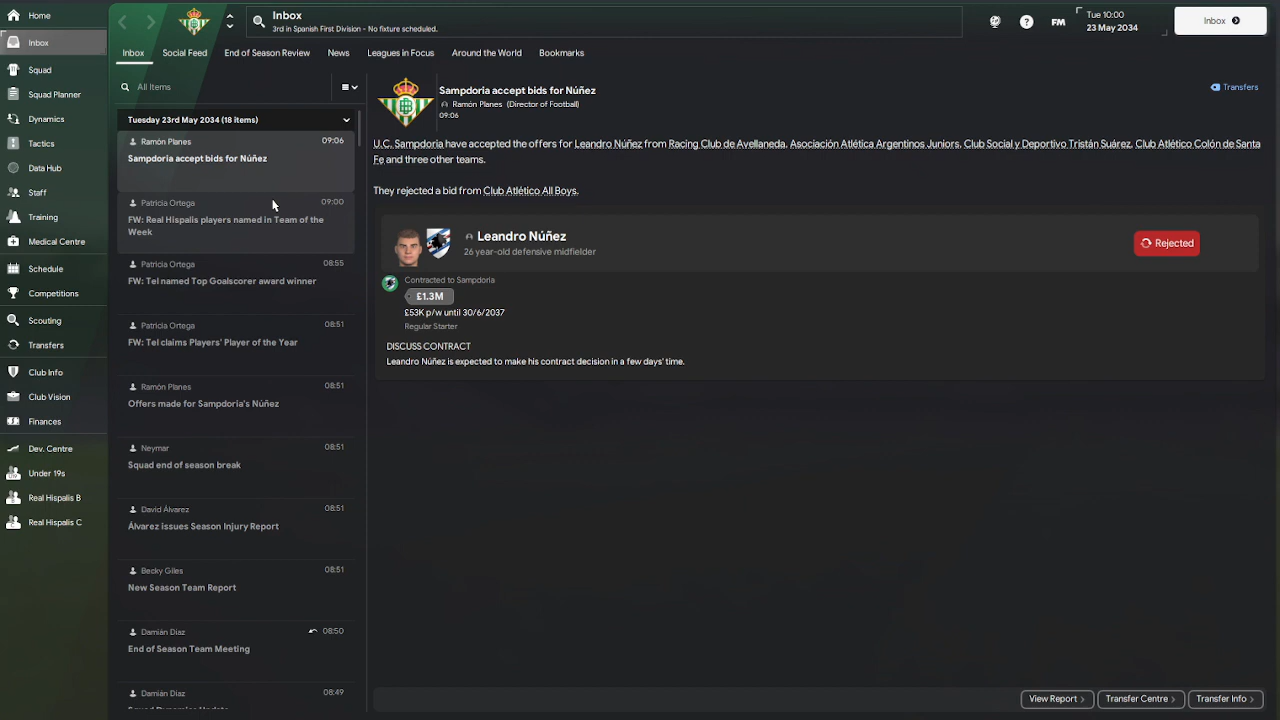 Home
Inbox
Squad
Squad Planner
Dynamics
Tactics
Data Hub
Staff
Training
Medical Centre
Schedule
Competitions
Scouting
Transfers
Club Info
Club Vision
Finances
Dev. Centre
Under 19s
Real Hispalis B
Real Hispalis C
Inbox
3rd in Spanish First Division - No fixture scheduled.
FM
Tue 10:00
23 May 2034
Inbox
Inbox Social Feed End of Season Review News Leagues in Focus Around the World Bookmarks
All Items
Tuesday 23rd May 2034 (18 items)
Ramón Planes 09:06
Sampdoria accept bids for Núñez
Patricia Ortega 09:00
FW: Real Hispalis players named in Team of the
Week
Patricia Ortega 08:55
FW: Tel named Top Goalscorer award winner
Patricia Ortega 08:51
FW: Tel claims Players' Player of the Year
Ramón Planes 08:51
Offers made for Sampdoria's Núñez
Neymar 08:51
Squad end of season break
David Álvarez 08:51
Álvarez issues Season Injury Report
Becky Giles 08:51
New Season Team Report
Damián Díaz 08:50
End of Season Team Meeting
Damián Díaz 08:49
Squad Dynamics Update
Sampdoria accept bids for Núñez
Ramón Planes (Director of Football)
09:06
Transfers
U.C. Sampdoria have accepted the offers for Leandro Núñez from Racing Club de Avellaneda, Asociación Atlética Argentinos Juniors, Club Social y Deportivo Tristán Suárez, Club Atlético Colón de Santa
Fe and three other teams.
They rejected a bid from Club Atlético All Boys.
Leandro Núñez
26 year-old defensive midfielder
Rejected
Contracted to Sampdoria
£1.3M
£53K p/w until 30/6/2037
Regular Starter
DISCUSS CONTRACT
Leandro Núñez is expected to make his contract decision in a few days' time.
View Report Transfer Centre Transfer Info